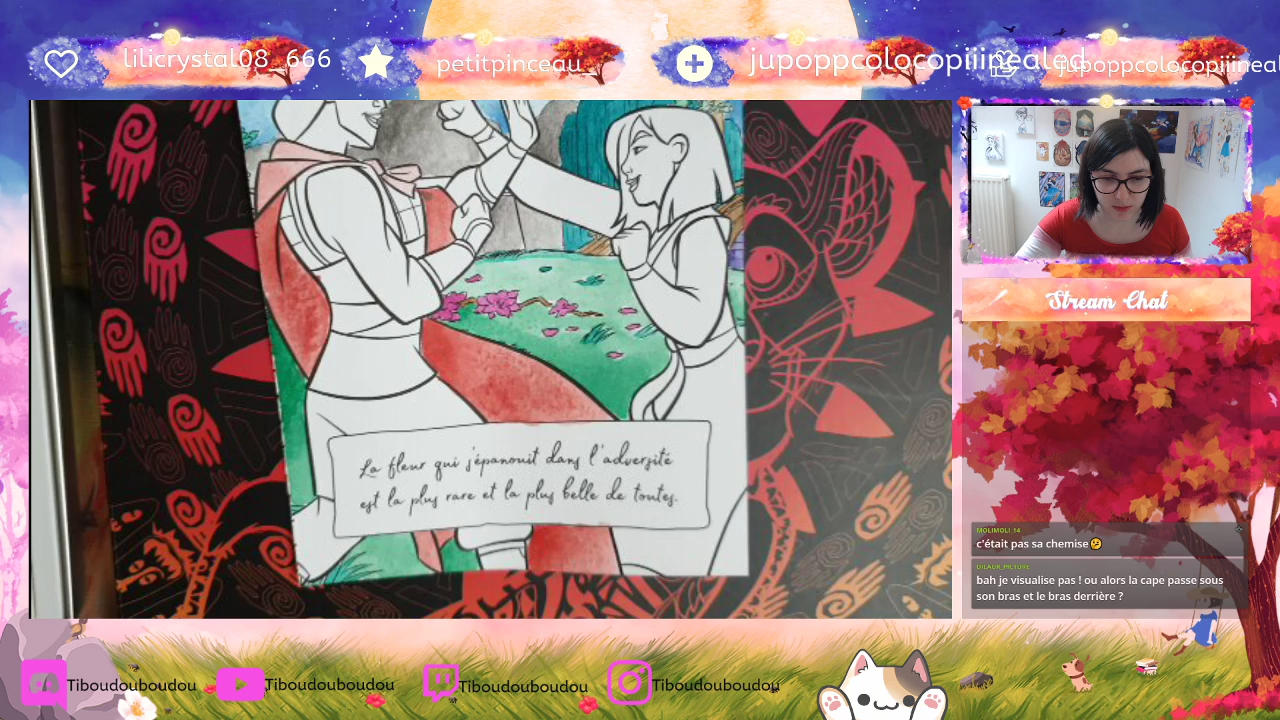 lilicrystal08_666
petitpinceau
jupoppcolocopiiinealed
jupoppcolocopiiineal
Stream Chat
La fleur qui s'épanouit dans l'adversité
est la plus rare et la plus belle de toutes.
MOLIMOLI_14
c'était pas sa chemise🤔
bah je visualise pas ! ou alors la cape passe sous
son bras et le bras derrière ?
Tiboudouboudou
Tiboudouboudou
Tiboudouboudou
Tiboudouboudou